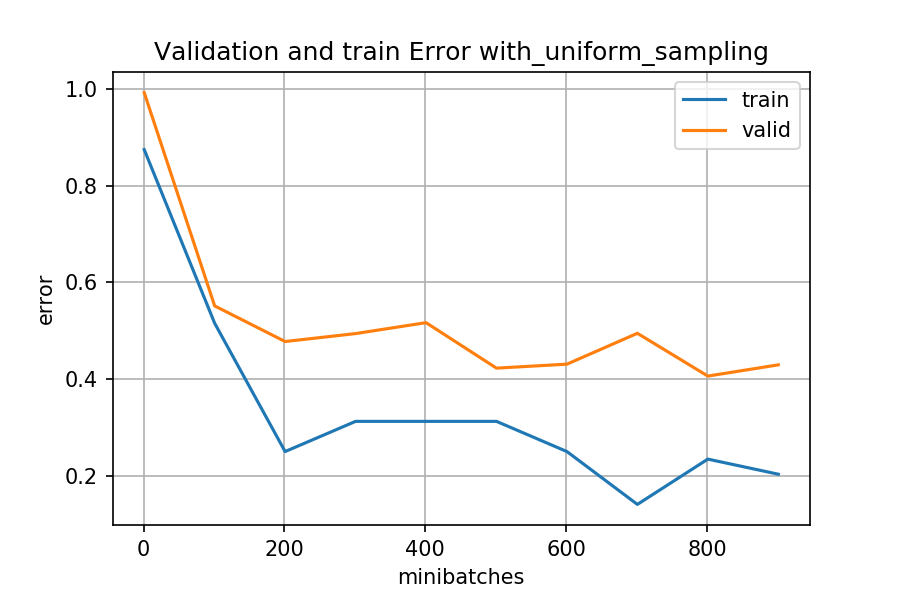 Validation and train Error with_uniform_sampling
train
valid
1.0
0.8
0.6
0.4
0.2
error
0 200 400 600 800
minibatches